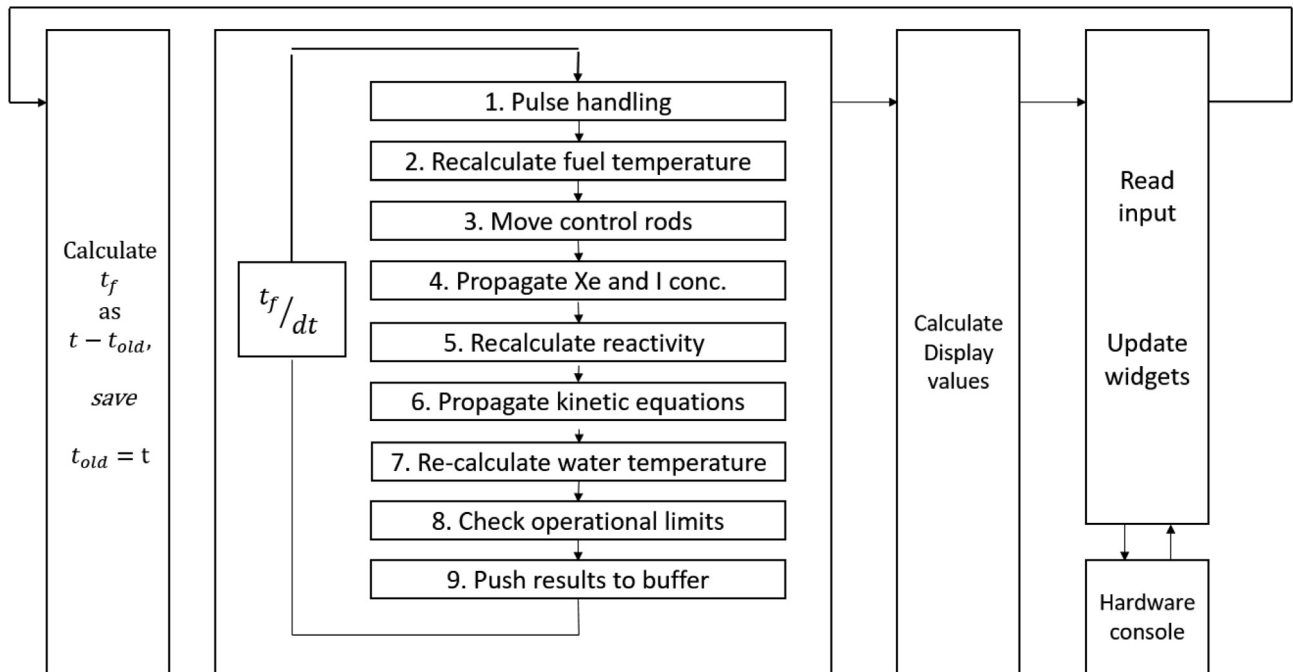 Calculate
t_f
as
t − t_old,
save
t_old = t
t_f/dt
1. Pulse handling
2. Recalculate fuel temperature
3. Move control rods
4. Propagate Xe and I conc.
5. Recalculate reactivity
6. Propagate kinetic equations
7. Re-calculate water temperature
8. Check operational limits
9. Push results to buffer
Calculate
Display
values
Read
input
Update
widgets
Hardware
console